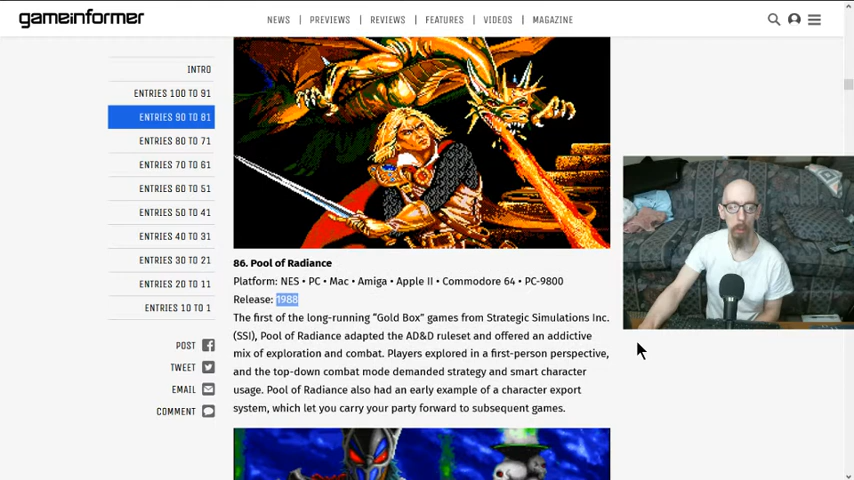 gameinformer
NEWS | PREVIEWS | REVIEWS | FEATURES | VIDEOS | MAGAZINE
INTRO
ENTRIES 100 TO 91
ENTRIES 90 TO 81
ENTRIES 80 TO 71
ENTRIES 70 TO 61
ENTRIES 60 TO 51
ENTRIES 50 TO 41
ENTRIES 40 TO 31
ENTRIES 30 TO 21
ENTRIES 20 TO 11
ENTRIES 10 TO 1
POST
TWEET
EMAIL
COMMENT
86. Pool of Radiance
Platform: NES • PC • Mac • Amiga • Apple II • Commodore 64 • PC-9800
Release: 1988
The first of the long-running “Gold Box” games from Strategic Simulations Inc.
(SSI), Pool of Radiance adapted the AD&D ruleset and offered an addictive
mix of exploration and combat. Players explored in a first-person perspective,
and the top-down combat mode demanded strategy and smart character
usage. Pool of Radiance also had an early example of a character export
system, which let you carry your party forward to subsequent games.